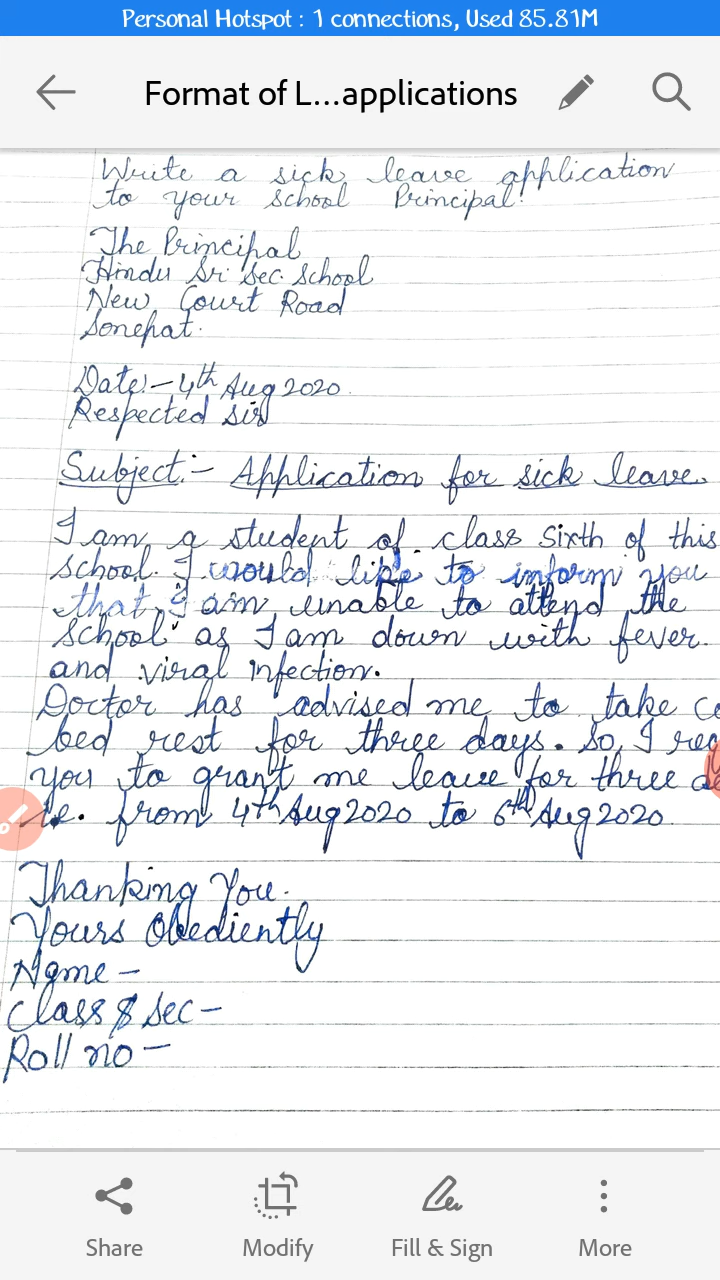 Personal Hotspot : 1 connections, Used 85.81M
Format of L...applications
Write a sick leave application
to your school Principal.
The Principal
Hindu Sr. Sec. School
New Court Road
Sonepat.
Date:- 4th Aug 2020.
Respected sir
Subject:- Application for sick leave.
I am a student of class Sixth of this
school. I would like to inform you
that I am unable to attend the
school as I am down with fever.
and viral infection.
Doctor has advised me to take
bed rest for three days. So, I
you to grant me leave for three
i.e. from 4th Aug 2020 to 6th Aug 2020.
Thanking You.
Yours Obediently
Name -
Class & Sec -
Roll no -
Share
Modify
Fill & Sign
More